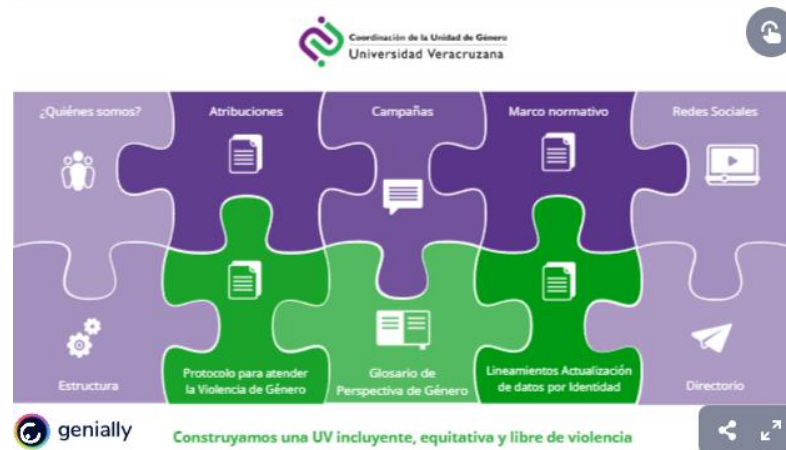 Coordinación de la Unidad de Género
Universidad Veracruzana
¿Quiénes somos?
Atribuciones
Campañas
Marco normativo
Redes Sociales
Estructura
Protocolo para atender
la Violencia de Género
Glosario de
Perspectiva de Género
Lineamientos Actualización
de datos por Identidad
Directorio
genially
Construyamos una UV incluyente, equitativa y libre de violencia